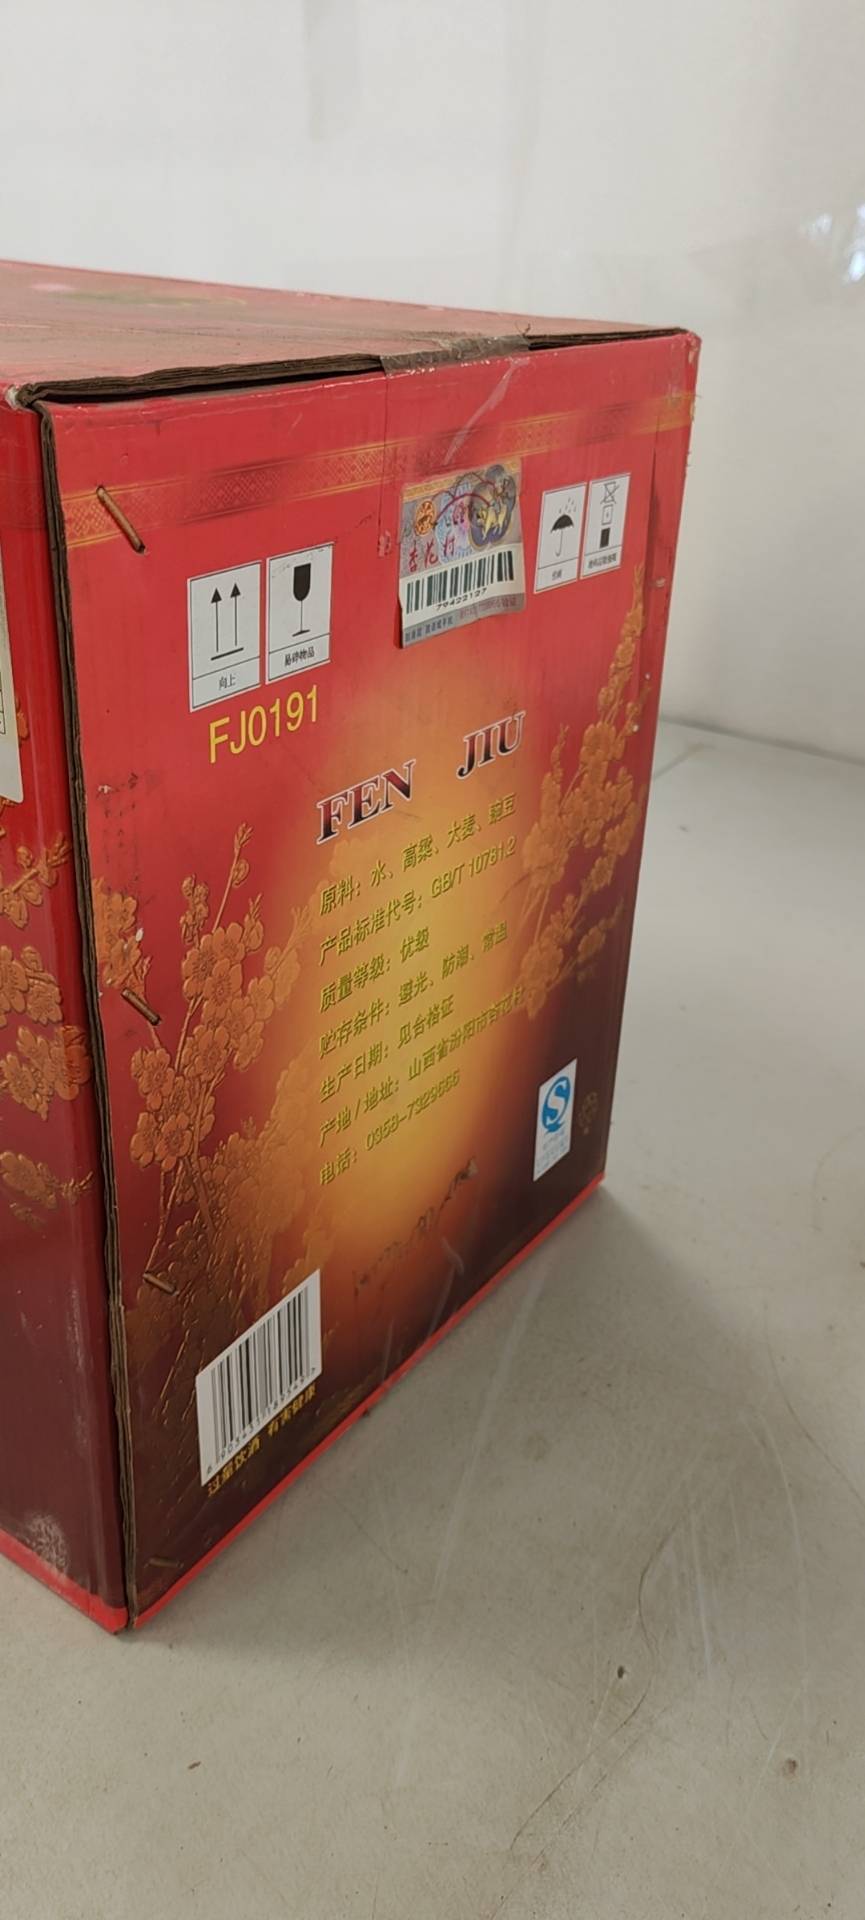 杏花村
79422127
向上
易碎物品
怕雨
FJ0191
FEN JIU
原料：水、高粱、大麦、豌豆
产品标准代号：GB/T 10781.2
质量等级：优级
贮存条件：避光、防潮、常温
生产日期：见合格证
产地/地址：山西省汾阳市杏花村
电话：0358-7329666
过量饮酒 有害健康